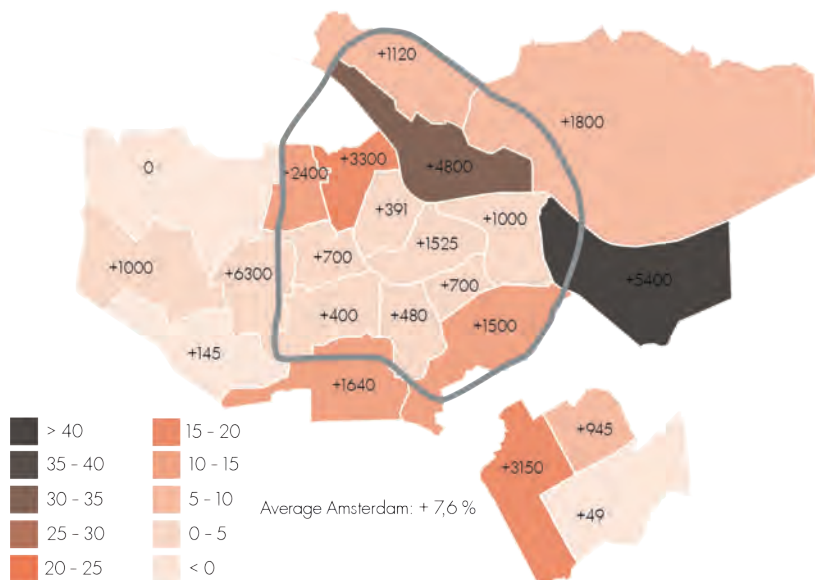 +1120
+1800
+3300
+4800
0
+2400
+391
+1000
+1525
+1000
+6300
+700
+700
+5400
+400
+480
+1500
+145
+1640
> 40
15 – 20
+945
35 – 40
10 – 15
+3150
30 – 35
5 – 10
Average Amsterdam: + 7,6 %
+49
25 – 30
0 – 5
20 – 25
< 0